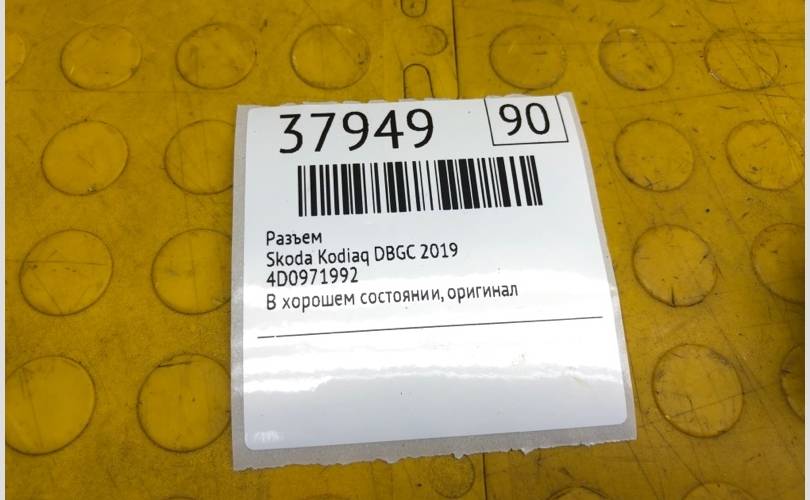 37949 90
Разъем
Skoda Kodiaq DBGC 2019
4D0971992
В хорошем состоянии, оригинал